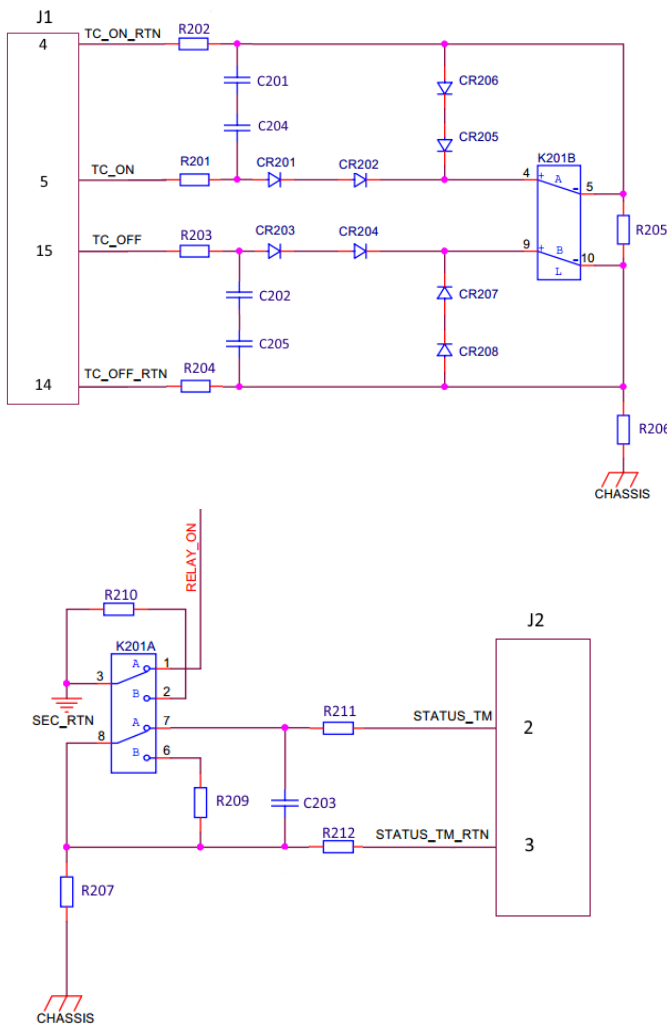 J1
4
TC_ON_RTN
R202
C201
C204
CR206
CR205
K201B
5
TC_ON
R201
CR201
CR202
4
+
A
-
5
R205
15
TC_OFF
R203
CR203
CR204
9
+
B
-
10
L
C202
C205
CR207
CR208
14
TC_OFF_RTN
R204
R206
CHASSIS
RELAY_ON
R210
K201A
J2
3
A
1
B
2
SEC_RTN
8
A
7
B
6
R211
STATUS_TM
2
R209
C203
R212
STATUS_TM_RTN
3
R207
CHASSIS